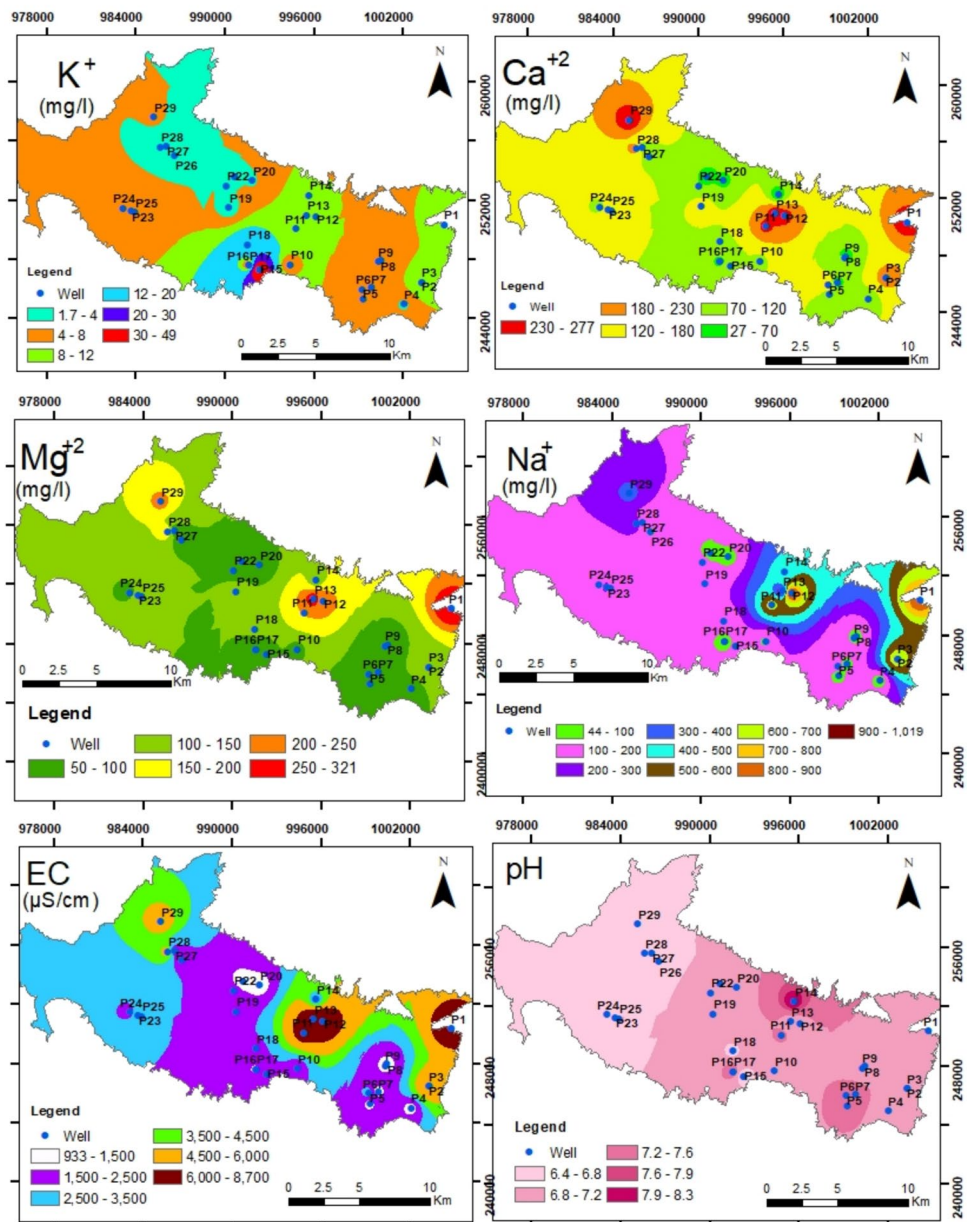 978000 984000 990000 996000 1002000
978000 984000 990000 996000 1002000
K+
(mg/l)
N
260000
252000
244000
P29
P28
P27
P26
P22 P20
P19
P14
P13
P11 P12
P24 P25
P23
P18
P16P17
P15
P10
P9
P8
P6P7
P5
P1
P3
P2
P4
Legend
Well
1.7 - 4
4 - 8
8 - 12
12 - 20
20 - 30
30 - 49
0 2.5 5 10
Km
Ca+2
(mg/l)
N
260000
252000
244000
P29
P28
P27
P22 P20
P19
P14
P13
P11 P12
P24 P25
P23
P18
P16P17
P15
P10
P9
P8
P6P7
P5
P1
P3
P2
P4
Legend
Well
230 - 277
180 - 230
120 - 180
70 - 120
27 - 70
0 2.5 5 10
Km
978000 984000 990000 996000 1002000
978000 984000 990000 996000 1002000
Mg+2
(mg/l)
N
256000
248000
240000
P29
P28
P27
P22 P20
P19
P14
P13
P11 P12
P24 P25
P23
P18
P16P17
P15
P10
P9
P8
P6P7
P5
P1
P3
P2
P4
0 2.5 5 10
Km
Legend
Well
50 - 100
100 - 150
150 - 200
200 - 250
250 - 321
Na+
(mg/l)
N
256000
248000
240000
P29
P28
P27
P26
P22 P20
P19
P14
P13
P11 P12
P24 P25
P23
P18
P16P17
P15
P10
P9
P8
P6P7
P5
P1
P3
P2
P4
Legend
Well
44 - 100
100 - 200
200 - 300
300 - 400
400 - 500
500 - 600
600 - 700
700 - 800
800 - 900
900 - 1,019
0 2.5 5 10
Km
978000 984000 990000 996000 1002000
978000 984000 990000 996000 1002000
EC
(µS/cm)
N
256000
248000
240000
P29
P28
P27
P22 P20
P19
P14
P13
P11 P12
P24 P25
P23
P18
P16P17
P15
P10
P9
P8
P6P7
P5
P1
P3
P2
P4
Legend
Well
933 - 1,500
1,500 - 2,500
2,500 - 3,500
3,500 - 4,500
4,500 - 6,000
6,000 - 8,700
0 2.5 5 10
Km
pH
N
256000
248000
240000
P29
P28
P27
P26
P22 P20
P19
P14
P13
P11 P12
P24 P25
P23
P18
P16P17
P15
P10
P9
P8
P6P7
P5
P1
P3
P2
P4
Legend
Well
6.4 - 6.8
6.8 - 7.2
7.2 - 7.6
7.6 - 7.9
7.9 - 8.3
0 2.5 5 10
Km